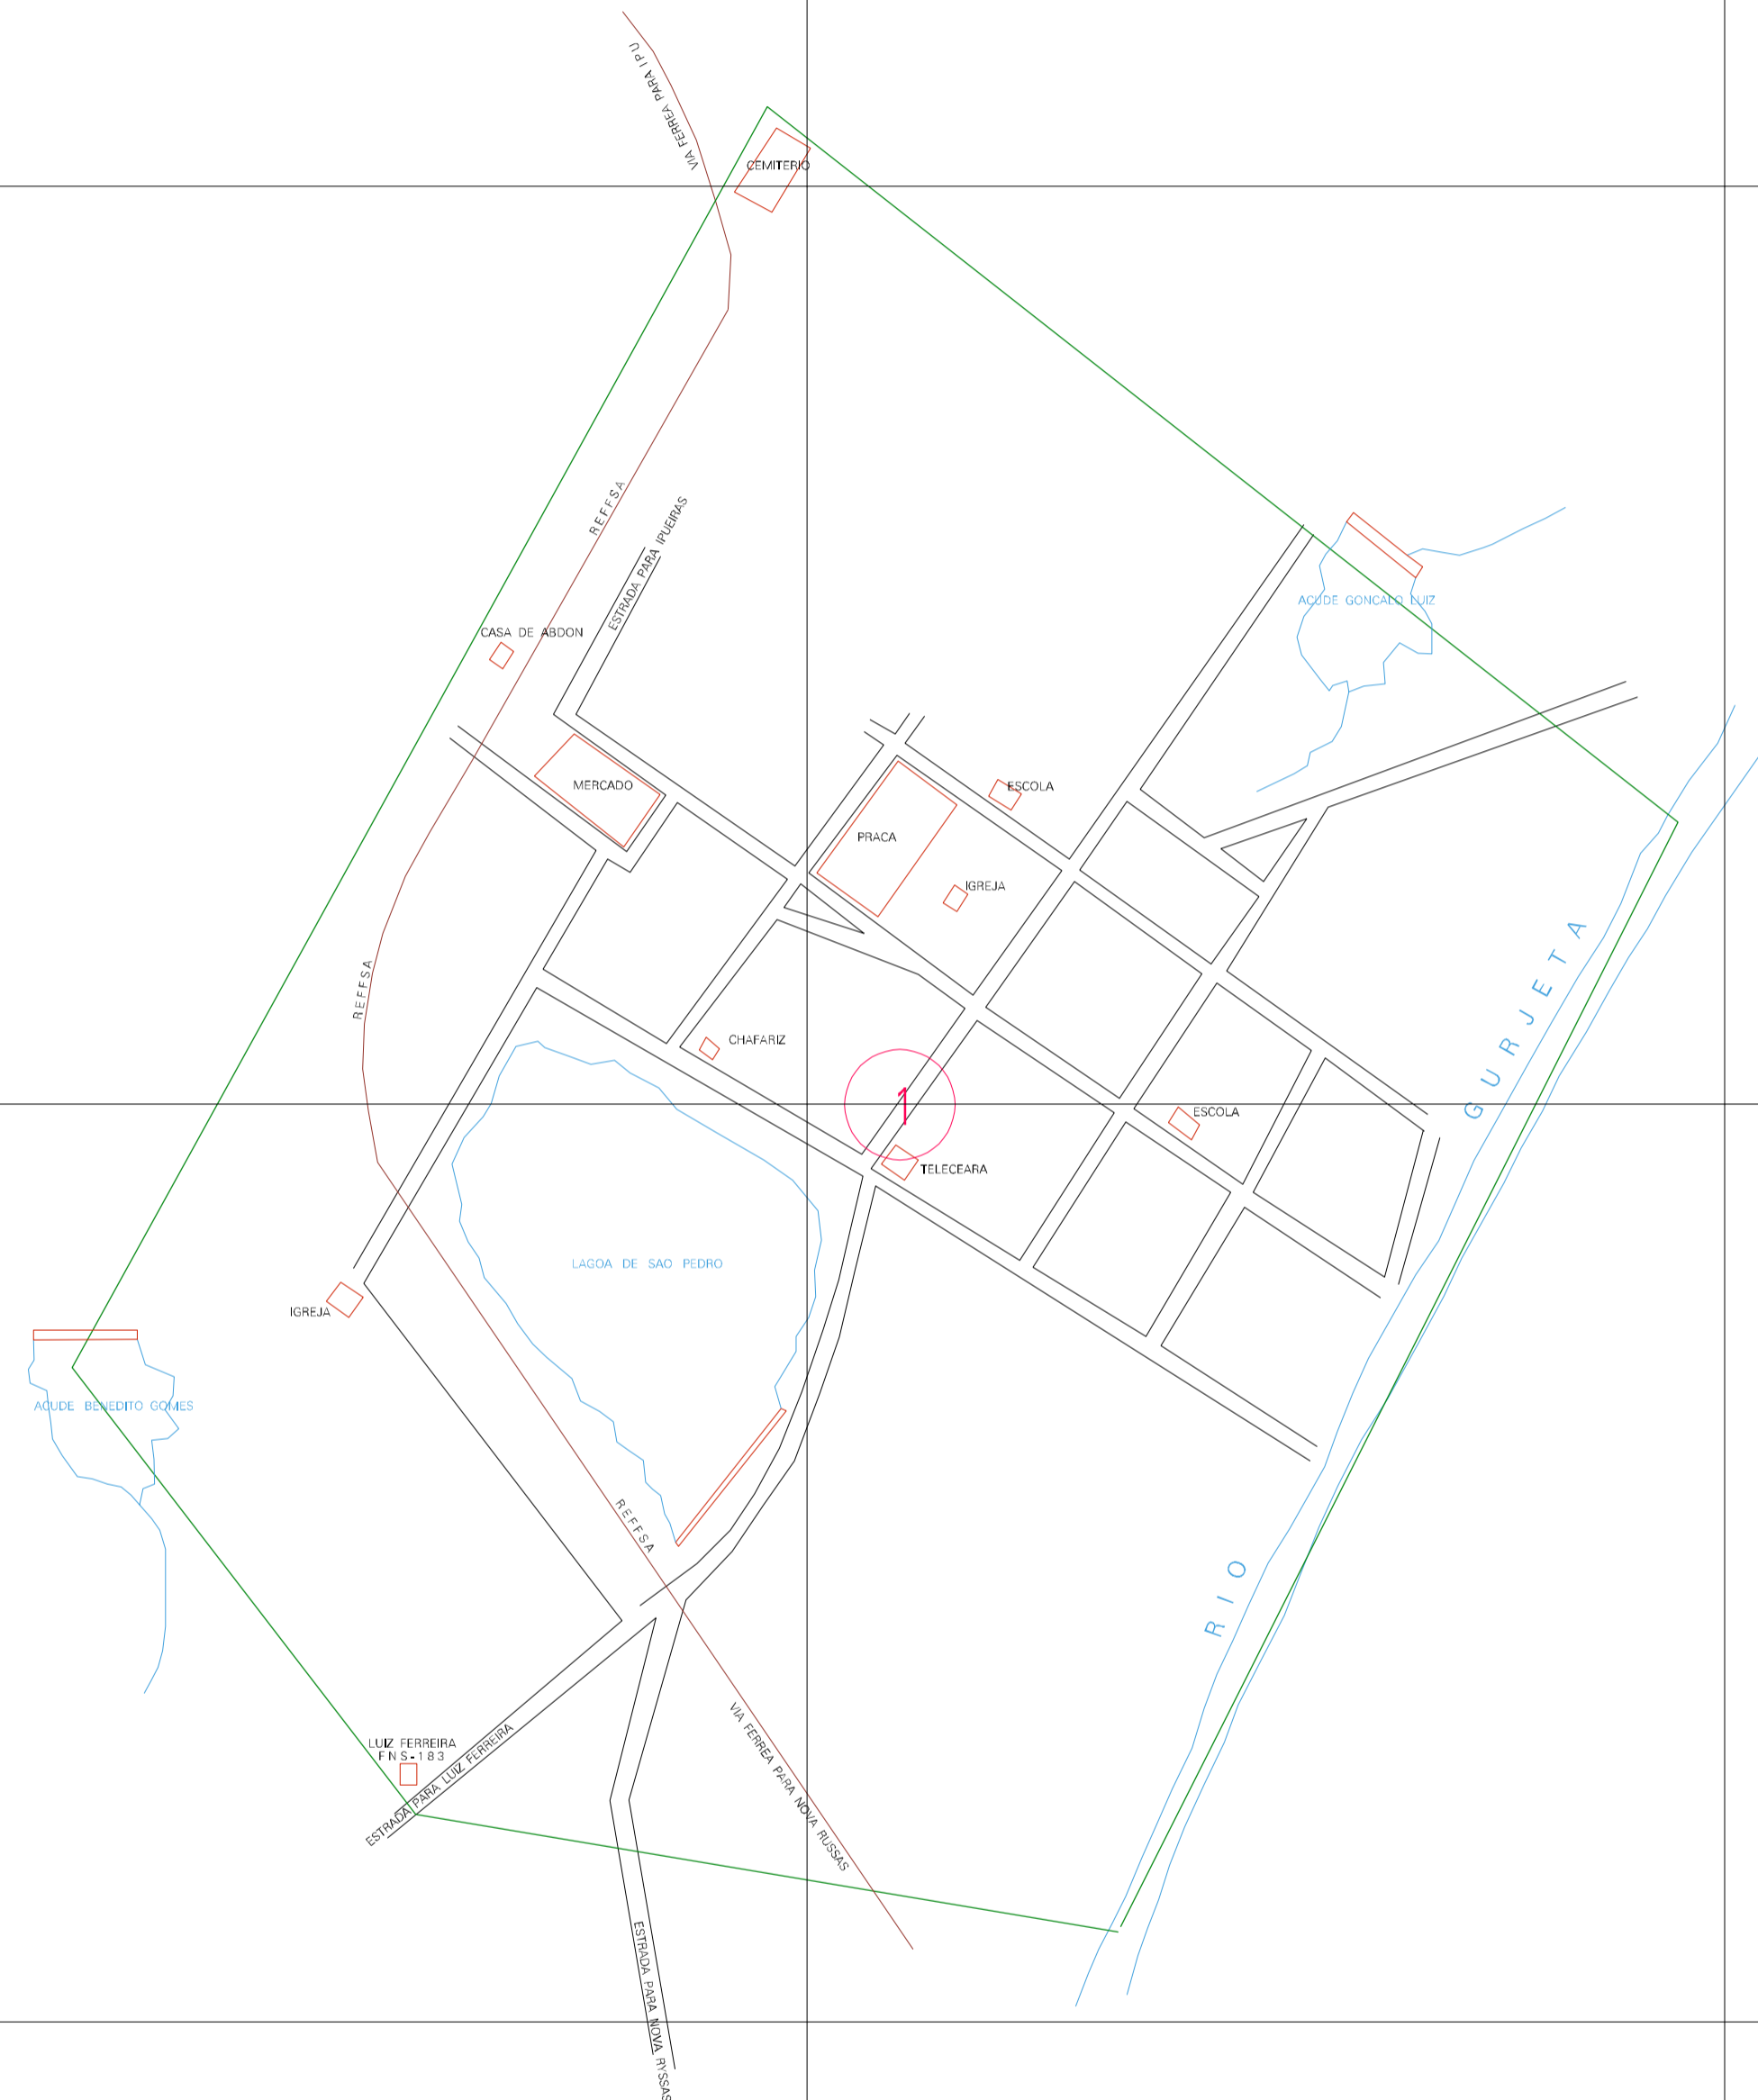 VIA FERREA PARA IPU
CEMITERIO
REFFSA
ESTRADA PARA IPUEIRAS
ACUDE GONCALO LUIZ
CASA DE ABDON
MERCADO
ESCOLA
PRACA
IGREJA
REFFSA
CHAFARIZ
1
ESCOLA
TELECEARA
RIO GURJETA
LAGOA DE SAO PEDRO
IGREJA
ACUDE BENEDITO GOMES
REFFSA
LUIZ FERREIRA
FNS-183
ESTRADA PARA LUIZ FERREIRA
VIA FERREA PARA NOVA RUSSAS
ESTRADA PARA NOVA RYSSAS